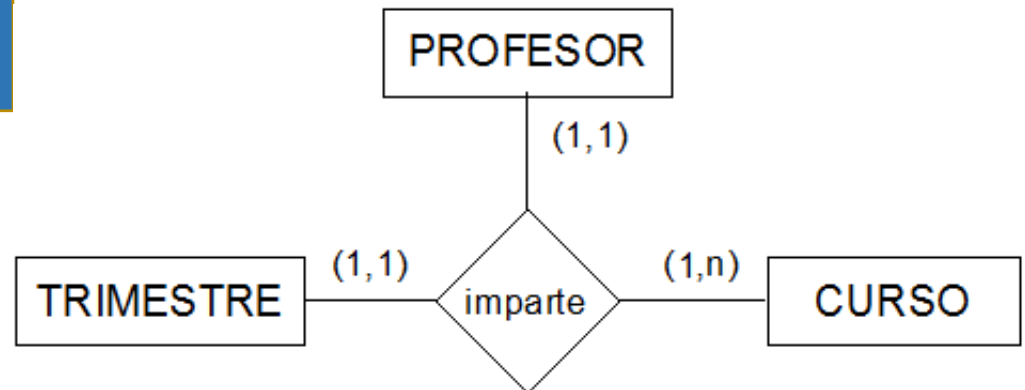 PROFESOR
(1,1)
(1,1)
(1,n)
TRIMESTRE
imparte
CURSO